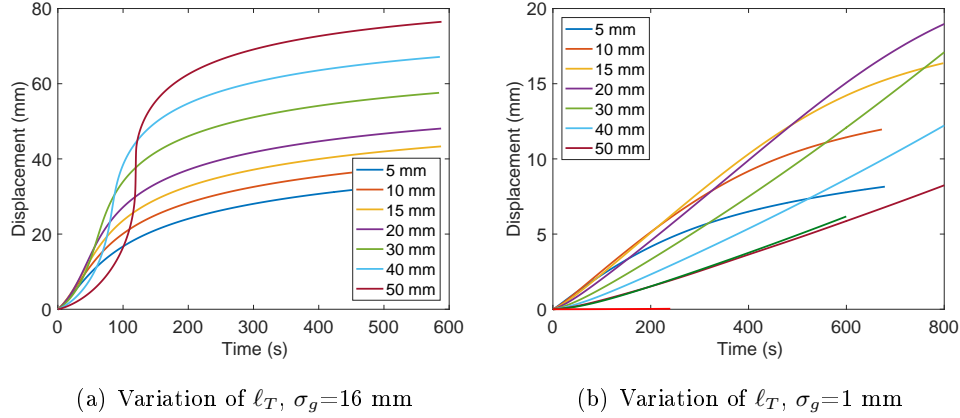 80
60
40
20
0
Displacement (mm)
0 100 200 300 400 500 600
Time (s)
5 mm
10 mm
15 mm
20 mm
30 mm
40 mm
50 mm
(a) Variation of ℓ_T, σ_g=16 mm
20
15
10
5
0
Displacement (mm)
0 200 400 600 800
Time (s)
5 mm
10 mm
15 mm
20 mm
30 mm
40 mm
50 mm
(b) Variation of ℓ_T, σ_g=1 mm